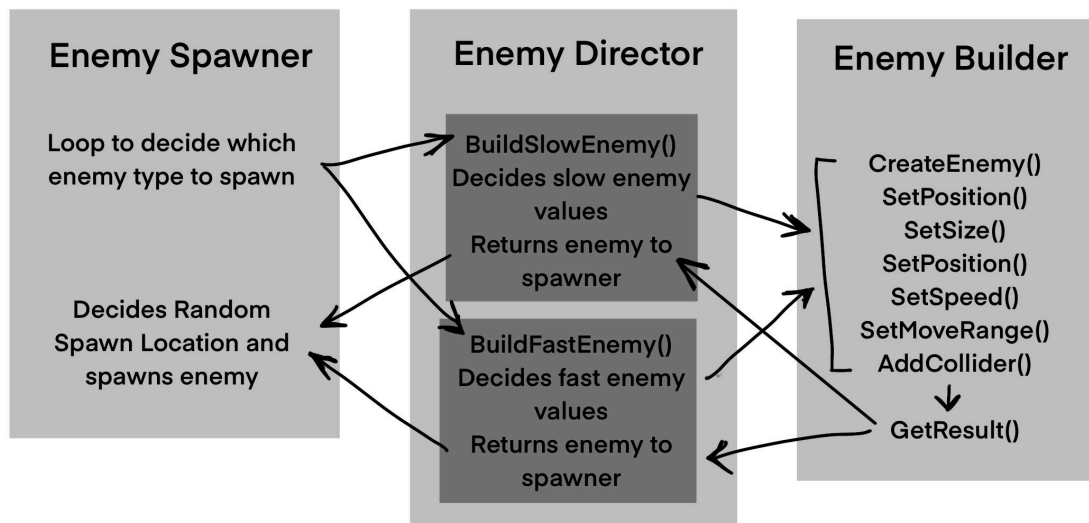 Enemy Spawner
Loop to decide which
enemy type to spawn
Decides Random
Spawn Location and
spawns enemy
Enemy Director
BuildSlowEnemy()
Decides slow enemy
values
Returns enemy to
spawner
BuildFastEnemy()
Decides fast enemy
values
Returns enemy to
spawner
Enemy Builder
CreateEnemy()
SetPosition()
SetSize()
SetPosition()
SetSpeed()
SetMoveRange()
AddCollider()
GetResult()